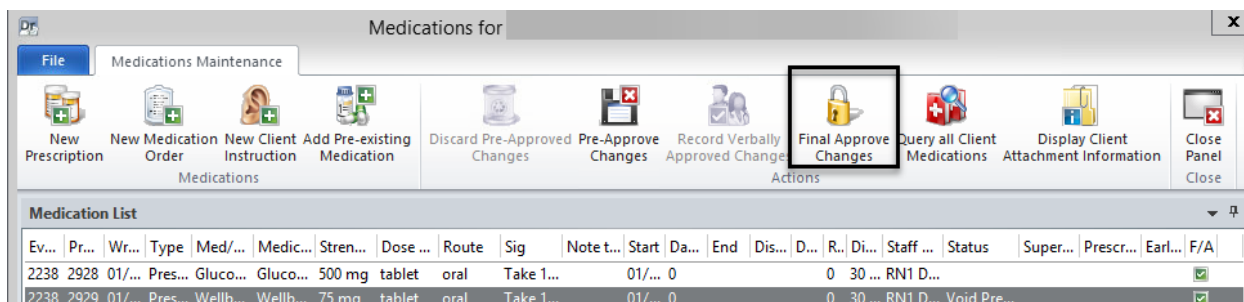 Dr
Medications for
x
File Medications Maintenance
New Prescription
New Medication Order
New Client Instruction
Add Pre-existing Medication
Discard Pre-Approved Changes
Pre-Approve Changes
Record Verbally Approved Changes
Final Approve Changes
Query all Client Medications
Display Client Attachment Information
Close Panel
Medications Actions Close
Medication List
Ev... Pr... Wr... Type Med/... Medic... Stren... Dose ... Route Sig Note t... Start Da... End Dis... D... R.. Di... Staff ... Status Super... Prescr... Earl... F/A
2238 2928 01/... Pres... Gluco... Gluco... 500 mg tablet oral Take 1... 01/... 0 0 30 ... RN1 D...
2238 2929 01/... Pres... Wellb... Wellb... 75 mg tablet oral Take 1... 01/... 0 0 30 ... RN1 D... Void Pre...